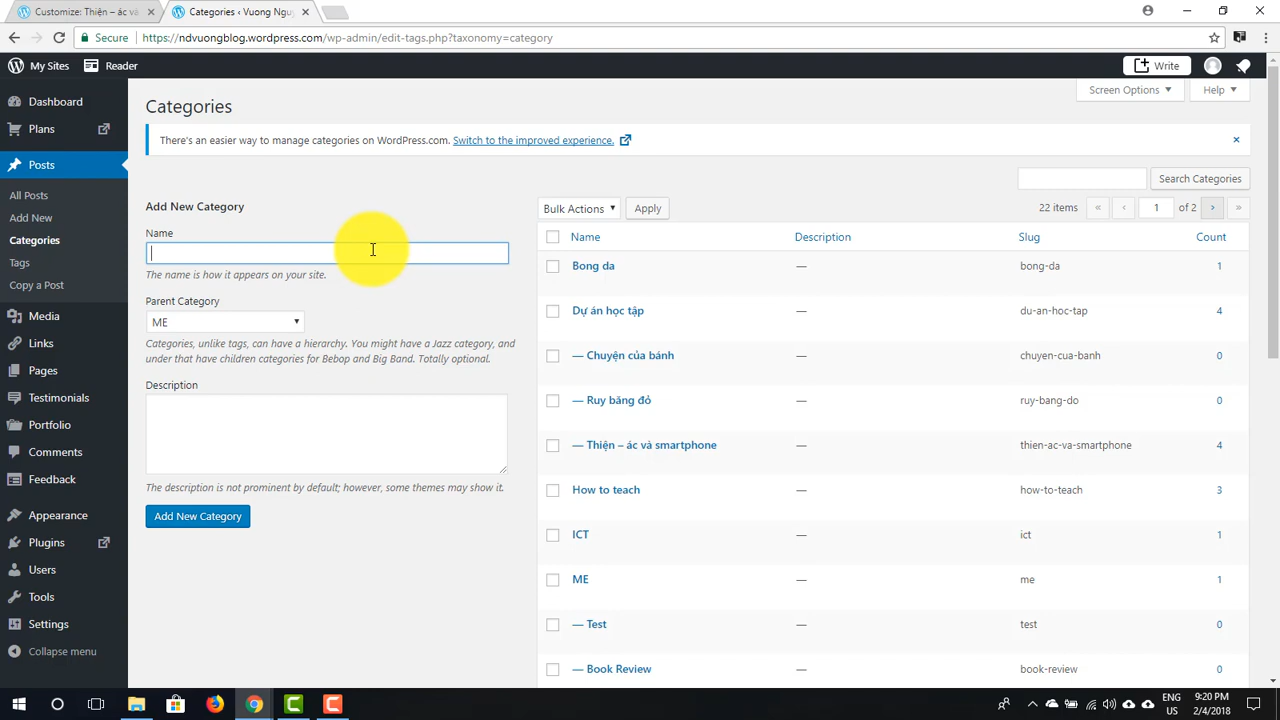 Customize: Thiện – ác và
Categories ‹ Vuong Ngu
Secure
https://ndvuongblog.wordpress.com/wp-admin/edit-tags.php?taxonomy=category
My Sites
Reader
Write
Dashboard
Plans
Posts
All Posts
Add New
Categories
Tags
Copy a Post
Media
Links
Pages
Testimonials
Portfolio
Comments
Feedback
Appearance
Plugins
Users
Tools
Settings
Collapse menu
Categories
Screen Options
Help
There's an easier way to manage categories on WordPress.com. Switch to the improved experience.
Search Categories
Add New Category
Name
The name is how it appears on your site.
Parent Category
ME
Categories, unlike tags, can have a hierarchy. You might have a Jazz category, and
under that have children categories for Bebop and Big Band. Totally optional.
Description
The description is not prominent by default; however, some themes may show it.
Add New Category
Bulk Actions
Apply
22 items « ‹ 1 of 2 › »
Name Description Slug Count
Bong da — bong-da 1
Dự án học tập — du-an-hoc-tap 4
— Chuyện của bánh — chuyen-cua-banh 0
— Ruy băng đỏ — ruy-bang-do 0
— Thiện – ác và smartphone — thien-ac-va-smartphone 4
How to teach — how-to-teach 3
ICT — ict 1
ME — me 1
— Test — test 0
— Book Review — book-review 0
ENG
US
9:20 PM
2/4/2018